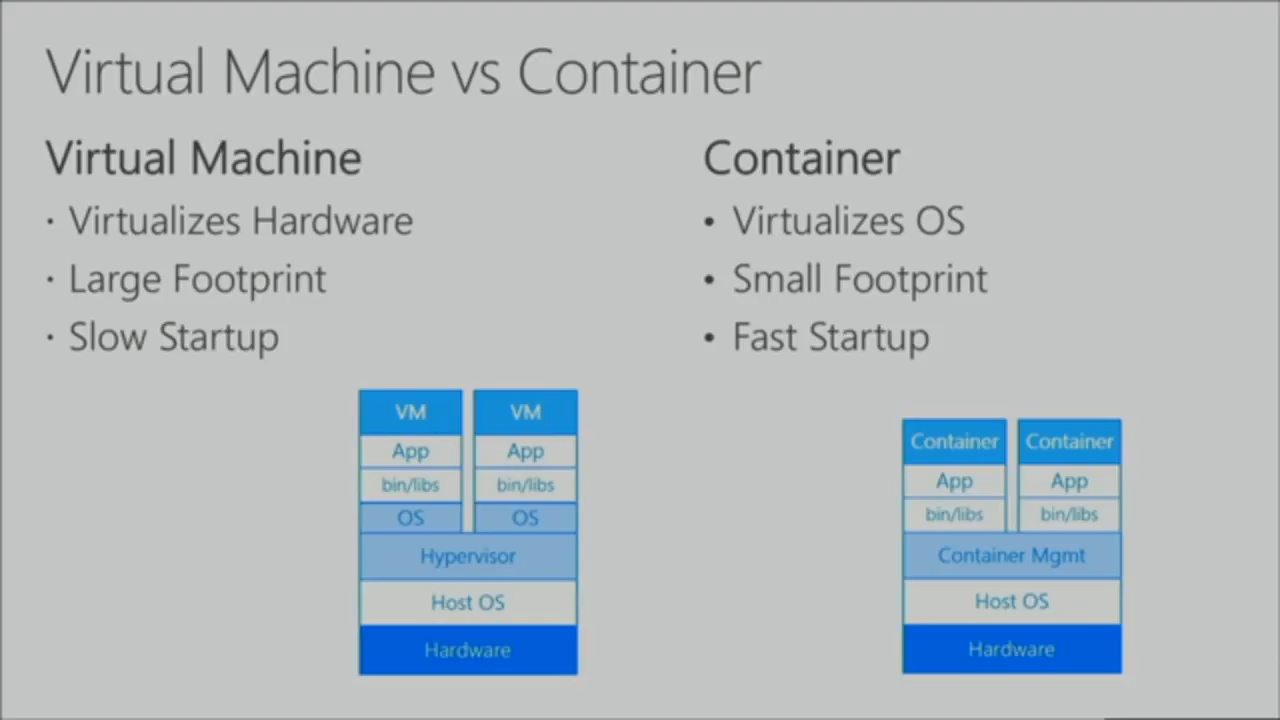 Virtual Machine vs Container
Virtual Machine
· Virtualizes Hardware
· Large Footprint
· Slow Startup
Container
• Virtualizes OS
• Small Footprint
• Fast Startup
VM VM
App App
bin/libs bin/libs
OS OS
Hypervisor
Host OS
Hardware
Container Container
App App
bin/libs bin/libs
Container Mgmt
Host OS
Hardware